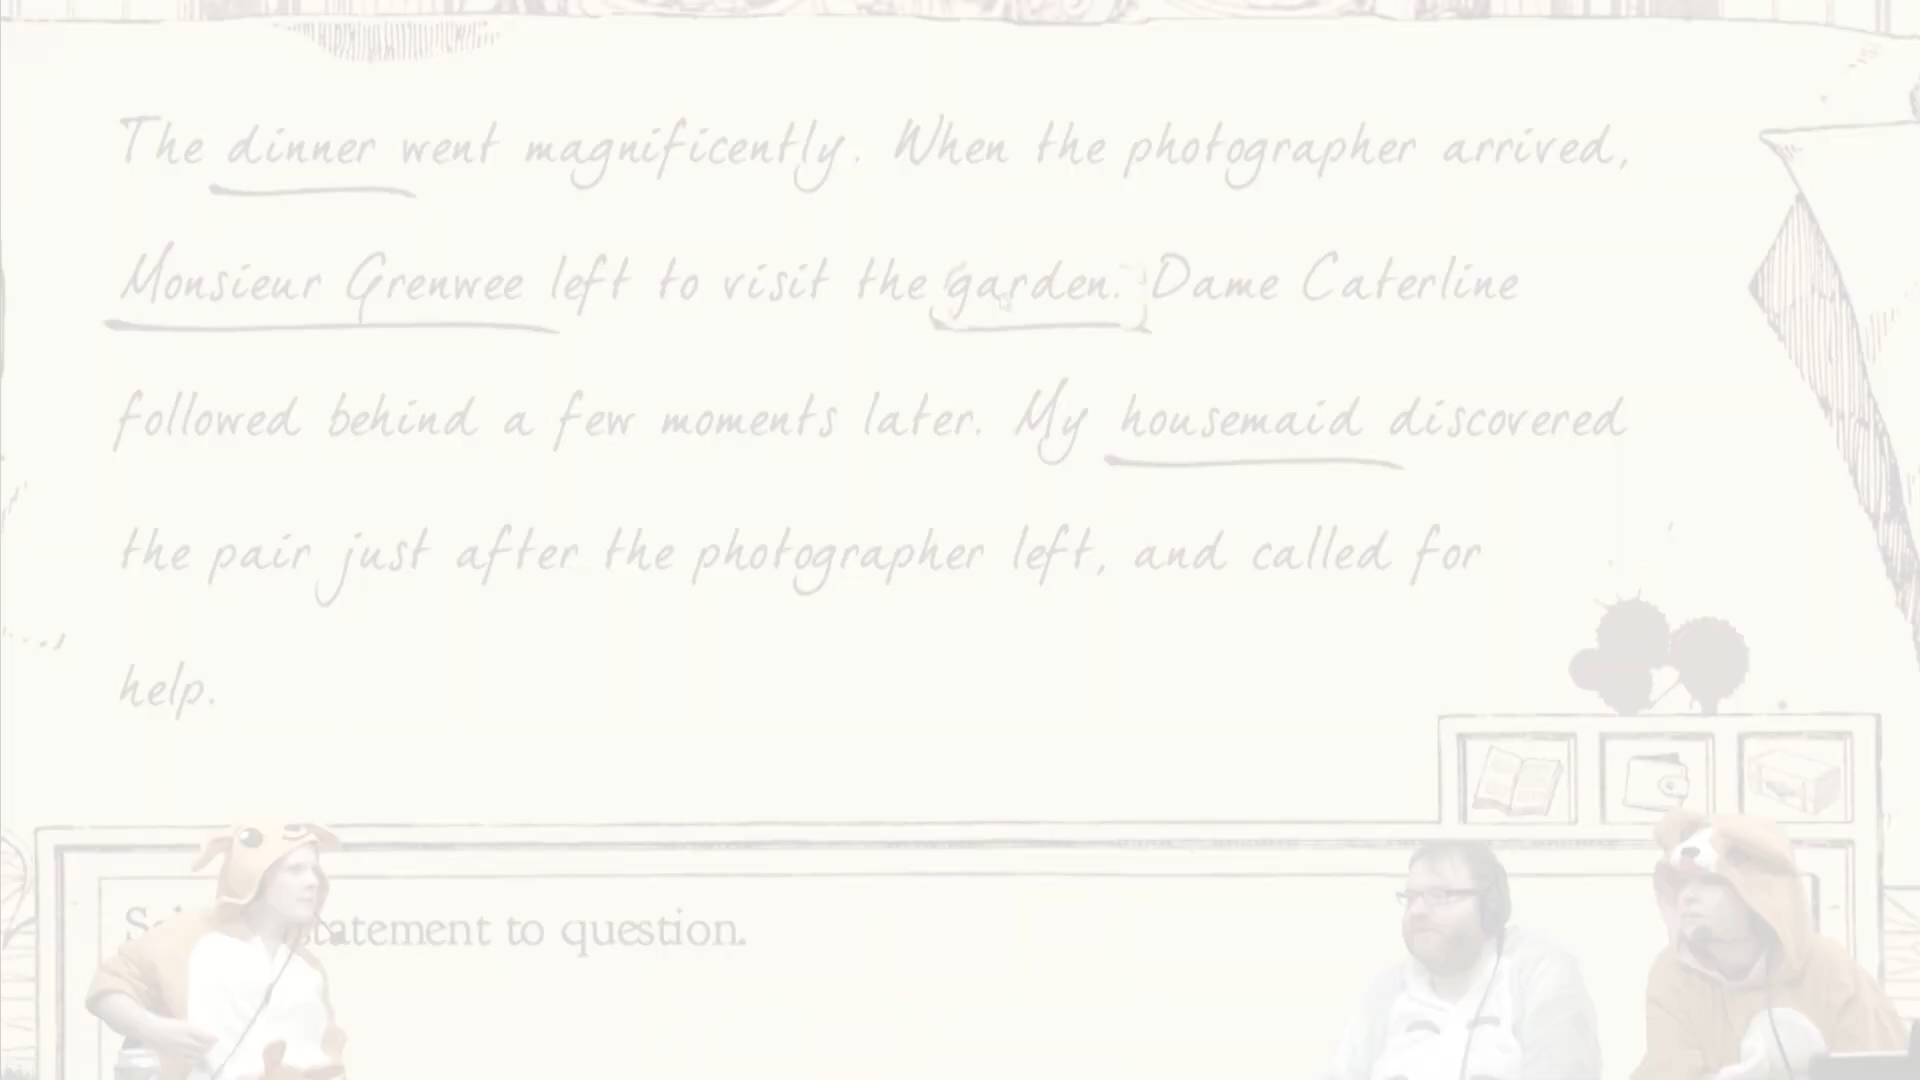 The dinner went magnificently. When the photographer arrived,
Monsieur Grenwee left to visit the garden. Dame Caterline
followed behind a few moments later. My housemaid discovered
the pair just after the photographer left, and called for
help.
to question.